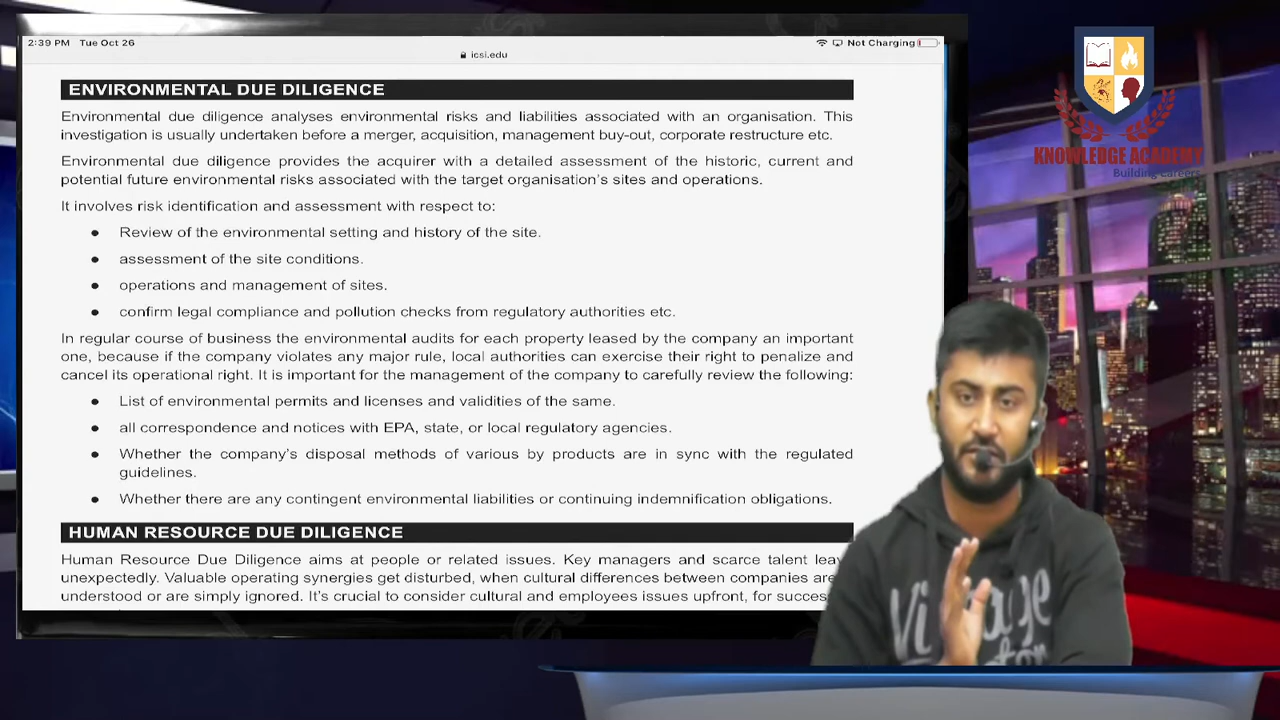 2:39 PM Tue Oct 26
Not Charging
icsi.edu
KNOWLEDGE ACADEMY
Building Careers
ENVIRONMENTAL DUE DILIGENCE
Environmental due diligence analyses environmental risks and liabilities associated with an organisation. This
investigation is usually undertaken before a merger, acquisition, management buy-out, corporate restructure etc.
Environmental due diligence provides the acquirer with a detailed assessment of the historic, current and
potential future environmental risks associated with the target organisation's sites and operations.
It involves risk identification and assessment with respect to:
● Review of the environmental setting and history of the site.
● assessment of the site conditions.
● operations and management of sites.
● confirm legal compliance and pollution checks from regulatory authorities etc.
In regular course of business the environmental audits for each property leased by the company an important
one, because if the company violates any major rule, local authorities can exercise their right to penalize and
cancel its operational right. It is important for the management of the company to carefully review the following:
● List of environmental permits and licenses and validities of the same.
● all correspondence and notices with EPA, state, or local regulatory agencies.
● Whether the company's disposal methods of various by products are in sync with the regulated
guidelines.
● Whether there are any contingent environmental liabilities or continuing indemnification obligations.
HUMAN RESOURCE DUE DILIGENCE
Human Resource Due Diligence aims at people or related issues. Key managers and scarce talent leav
unexpectedly. Valuable operating synergies get disturbed, when cultural differences between companies are
understood or are simply ignored. It's crucial to consider cultural and employees issues upfront, for success